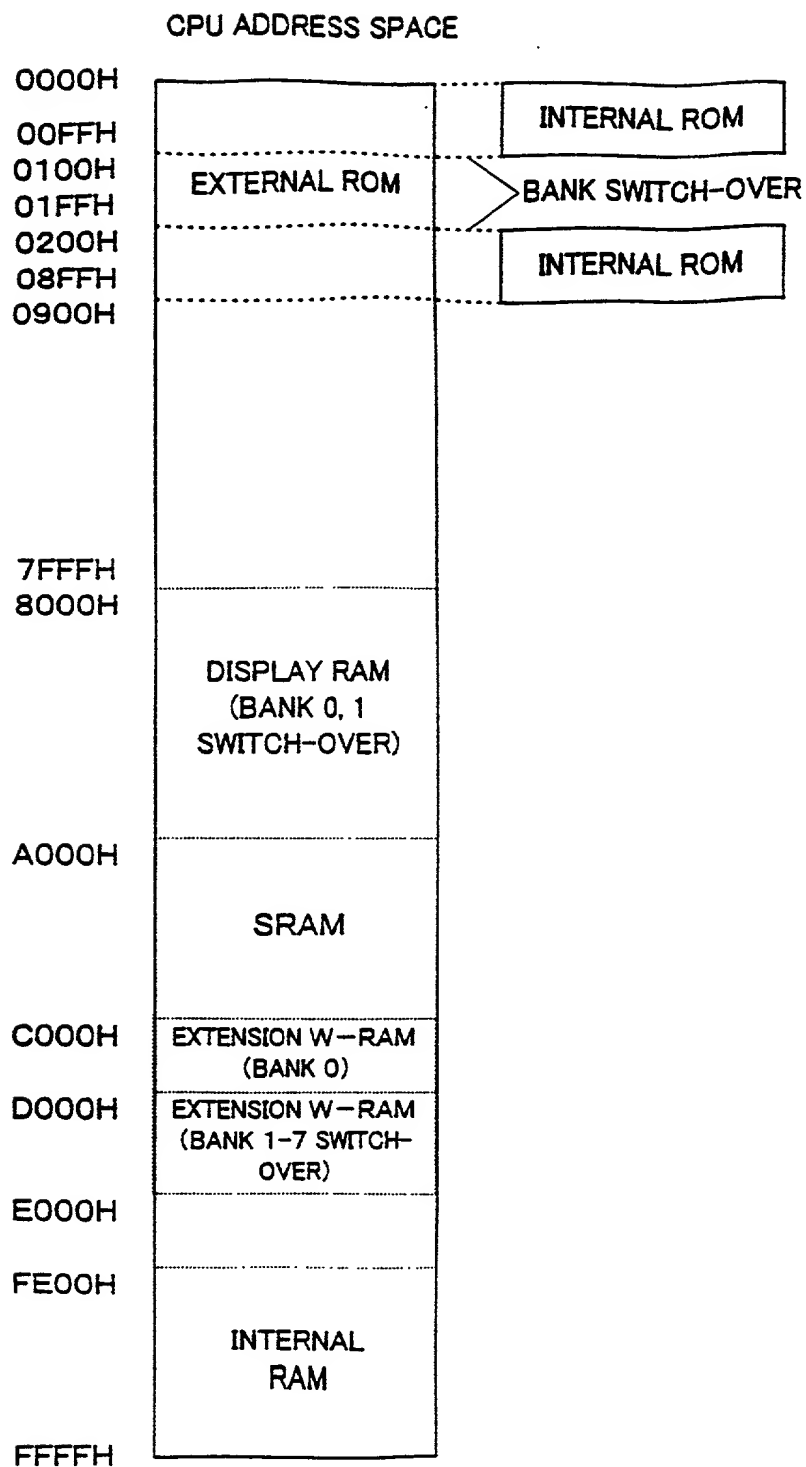 CPU ADDRESS SPACE
0000H
INTERNAL ROM
00FFH
0100H
EXTERNAL ROM
BANK SWITCH-OVER
01FFH
0200H
INTERNAL ROM
08FFH
0900H
7FFFH
8000H
DISPLAY RAM
(BANK 0, 1
SWITCH-OVER)
A000H
SRAM
C000H
EXTENSION W-RAM
(BANK 0)
D000H
EXTENSION W-RAM
(BANK 1-7 SWITCH-
OVER)
E000H
FE00H
INTERNAL
RAM
FFFFH